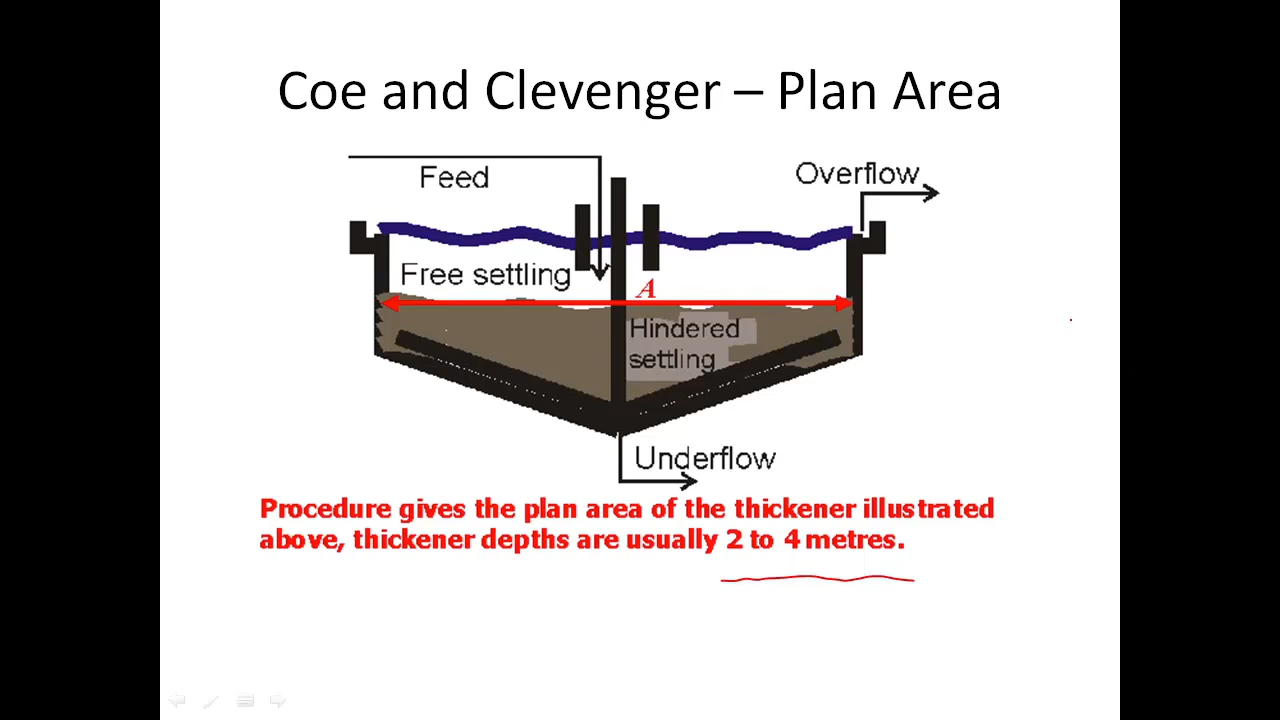 Coe and Clevenger – Plan Area
Feed
Overflow
Free settling
A
Hindered
settling
Underflow
Procedure gives the plan area of the thickener illustrated
above, thickener depths are usually 2 to 4 metres.